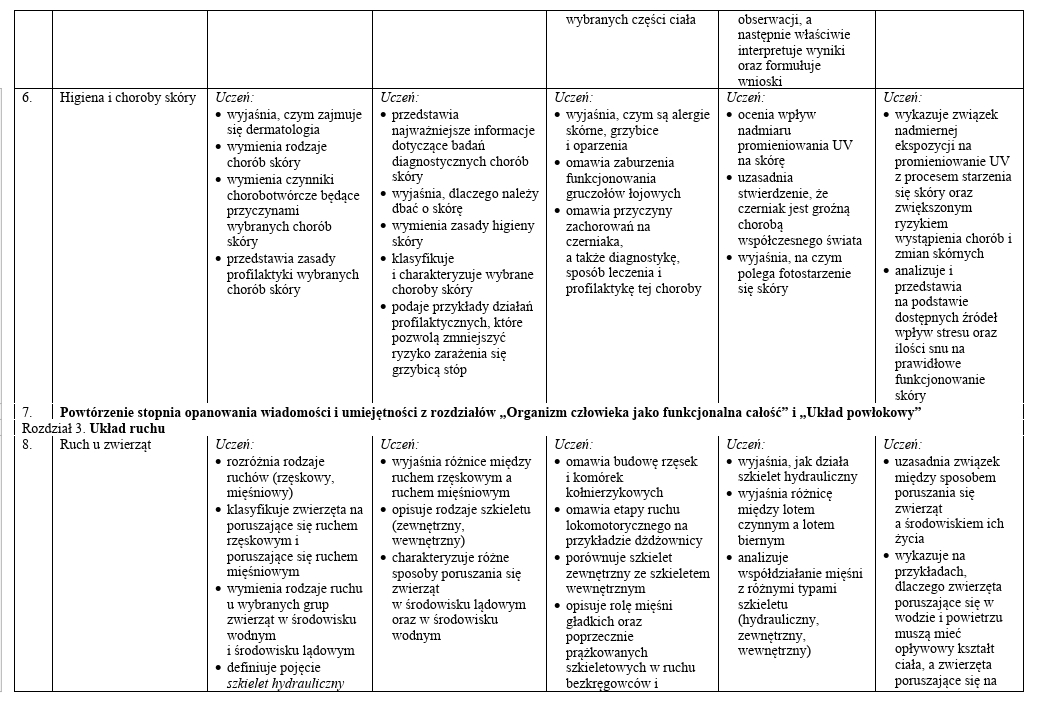 wybranych części ciała
obserwacji, a
następnie właściwie
interpretuje wyniki
oraz formułuje
wnioski
6.
Higiena i choroby skóry
Uczeń:
• wyjaśnia, czym zajmuje
się dermatologia
• wymienia rodzaje
chorób skóry
• wymienia czynniki
chorobotwórcze będące
przyczynami
wybranych chorób
skóry
• przedstawia zasady
profilaktyki wybranych
chorób skóry
Uczeń:
• przedstawia
najważniejsze informacje
dotyczące badań
diagnostycznych chorób
skóry
• wyjaśnia, dlaczego należy
dbać o skórę
• wymienia zasady higieny
skóry
• klasyfikuje
i charakteryzuje wybrane
choroby skóry
• podaje przykłady działań
profilaktycznych, które
pozwolą zmniejszyć
ryzyko zarażenia się
grzybicą stóp
Uczeń:
• wyjaśnia, czym są alergie
skórne, grzybice
i oparzenia
• omawia zaburzenia
funkcjonowania
gruczołów łojowych
• omawia przyczyny
zachorowań na
czerniaka,
a także diagnostykę,
sposób leczenia i
profilaktykę tej choroby
Uczeń:
• ocenia wpływ
nadmiaru
promieniowania UV
na skórę
• uzasadnia
stwierdzenie, że
czerniak jest groźną
chorobą
współczesnego świata
• wyjaśnia, na czym
polega fotostarzenie
się skóry
Uczeń:
• wykazuje związek
nadmiernej
ekspozycji na
promieniowanie UV
z procesem starzenia
się skóry oraz
zwiększonym
ryzykiem
wystąpienia chorób i
zmian skórnych
• analizuje i
przedstawia
na podstawie
dostępnych źródeł
wpływ stresu oraz
ilości snu na
prawidłowe
funkcjonowanie
skóry
7.
Powtórzenie stopnia opanowania wiadomości i umiejętności z rozdziałów „Organizm człowieka jako funkcjonalna całość” i „Układ powłokowy”
Rozdział 3. Układ ruchu
8.
Ruch u zwierząt
Uczeń:
• rozróżnia rodzaje
ruchów (rzęskowy,
mięśniowy)
• klasyfikuje zwierzęta na
poruszające się ruchem
rzęskowym i
poruszające się ruchem
mięśniowym
• wymienia rodzaje ruchu
u wybranych grup
zwierząt w środowisku
wodnym
i środowisku lądowym
• definiuje pojęcie
szkielet hydrauliczny
Uczeń:
• wyjaśnia różnice między
ruchem rzęskowym a
ruchem mięśniowym
• opisuje rodzaje szkieletu
(zewnętrzny,
wewnętrzny)
• charakteryzuje różne
sposoby poruszania się
zwierząt
w środowisku lądowym
oraz w środowisku
wodnym
Uczeń:
• omawia budowę rzęsek
i komórek
kołnierzykowych
• omawia etapy ruchu
lokomotorycznego na
przykładzie dżdżownicy
• porównuje szkielet
zewnętrzny ze szkieletem
wewnętrznym
• opisuje rolę mięśni
gładkich oraz
poprzecznie
prążkowanych
szkieletowych w ruchu
bezkręgowców i
Uczeń:
• wyjaśnia, jak działa
szkielet hydrauliczny
• wyjaśnia różnicę
między lotem
czynnym a lotem
biernym
• analizuje
współdziałanie mięśni
z różnymi typami
szkieletu
(hydrauliczny,
zewnętrzny,
wewnętrzny)
Uczeń:
• uzasadnia związek
między sposobem
poruszania się
zwierząt
a środowiskiem ich
życia
• wykazuje na
przykładach,
dlaczego zwierzęta
poruszające się w
wodzie i powietrzu
muszą mieć
opływowy kształt
ciała, a zwierzęta
poruszające się na